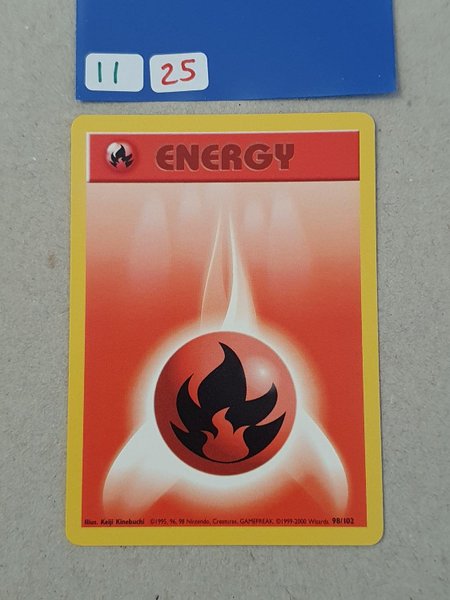 11 25
ENERGY
Illus. Keiji Kinebuchi ©1995, 96, 98 Nintendo, Creatures, GAMEFREAK. ©1999-2000 Wizards. 98/102